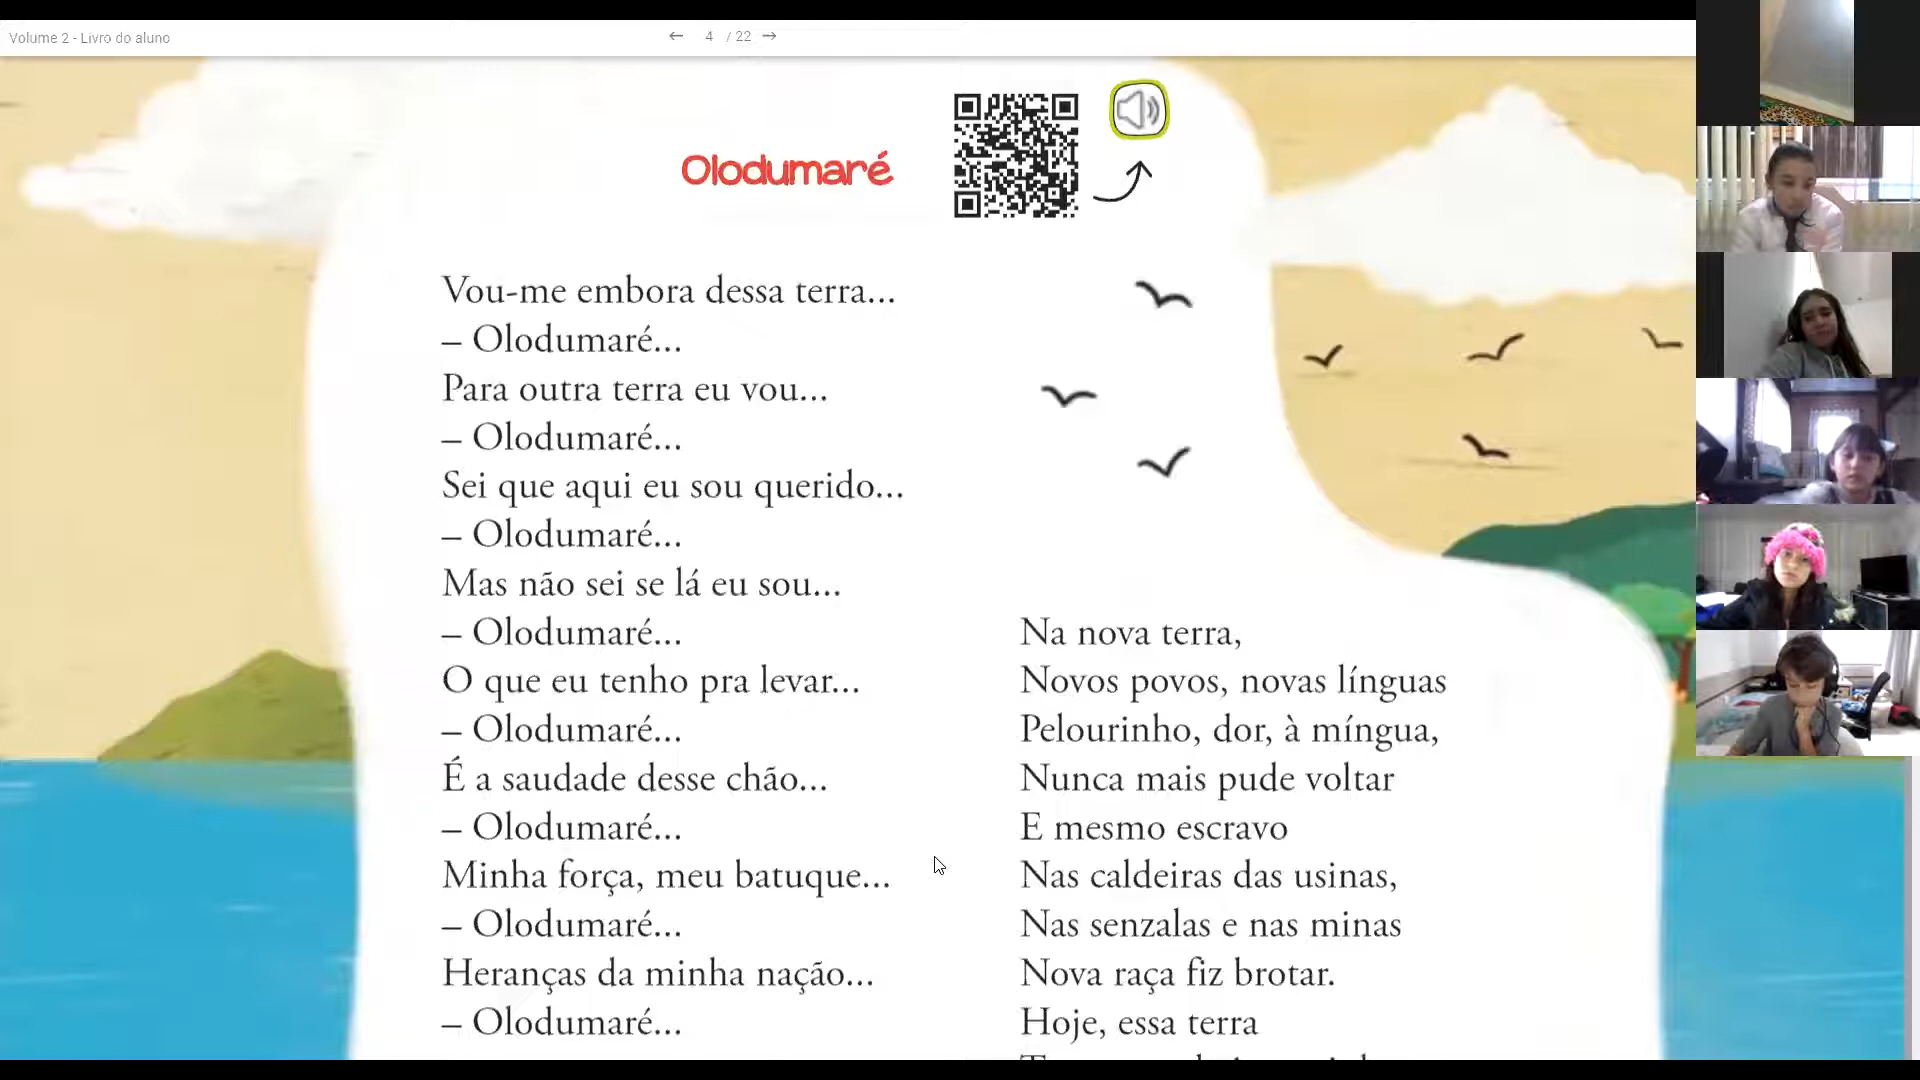 Volume 2 - Livro do aluno
← 4 / 22 →
Olodumaré
Vou-me embora dessa terra...
– Olodumaré...
Para outra terra eu vou...
– Olodumaré...
Sei que aqui eu sou querido...
– Olodumaré...
Mas não sei se lá eu sou...
– Olodumaré...
O que eu tenho pra levar...
– Olodumaré...
É a saudade desse chão...
– Olodumaré...
Minha força, meu batuque...
– Olodumaré...
Heranças da minha nação...
– Olodumaré...
Na nova terra,
Novos povos, novas línguas
Pelourinho, dor, à míngua,
Nunca mais pude voltar
E mesmo escravo
Nas caldeiras das usinas,
Nas senzalas e nas minas
Nova raça fiz brotar.
Hoje, essa terra